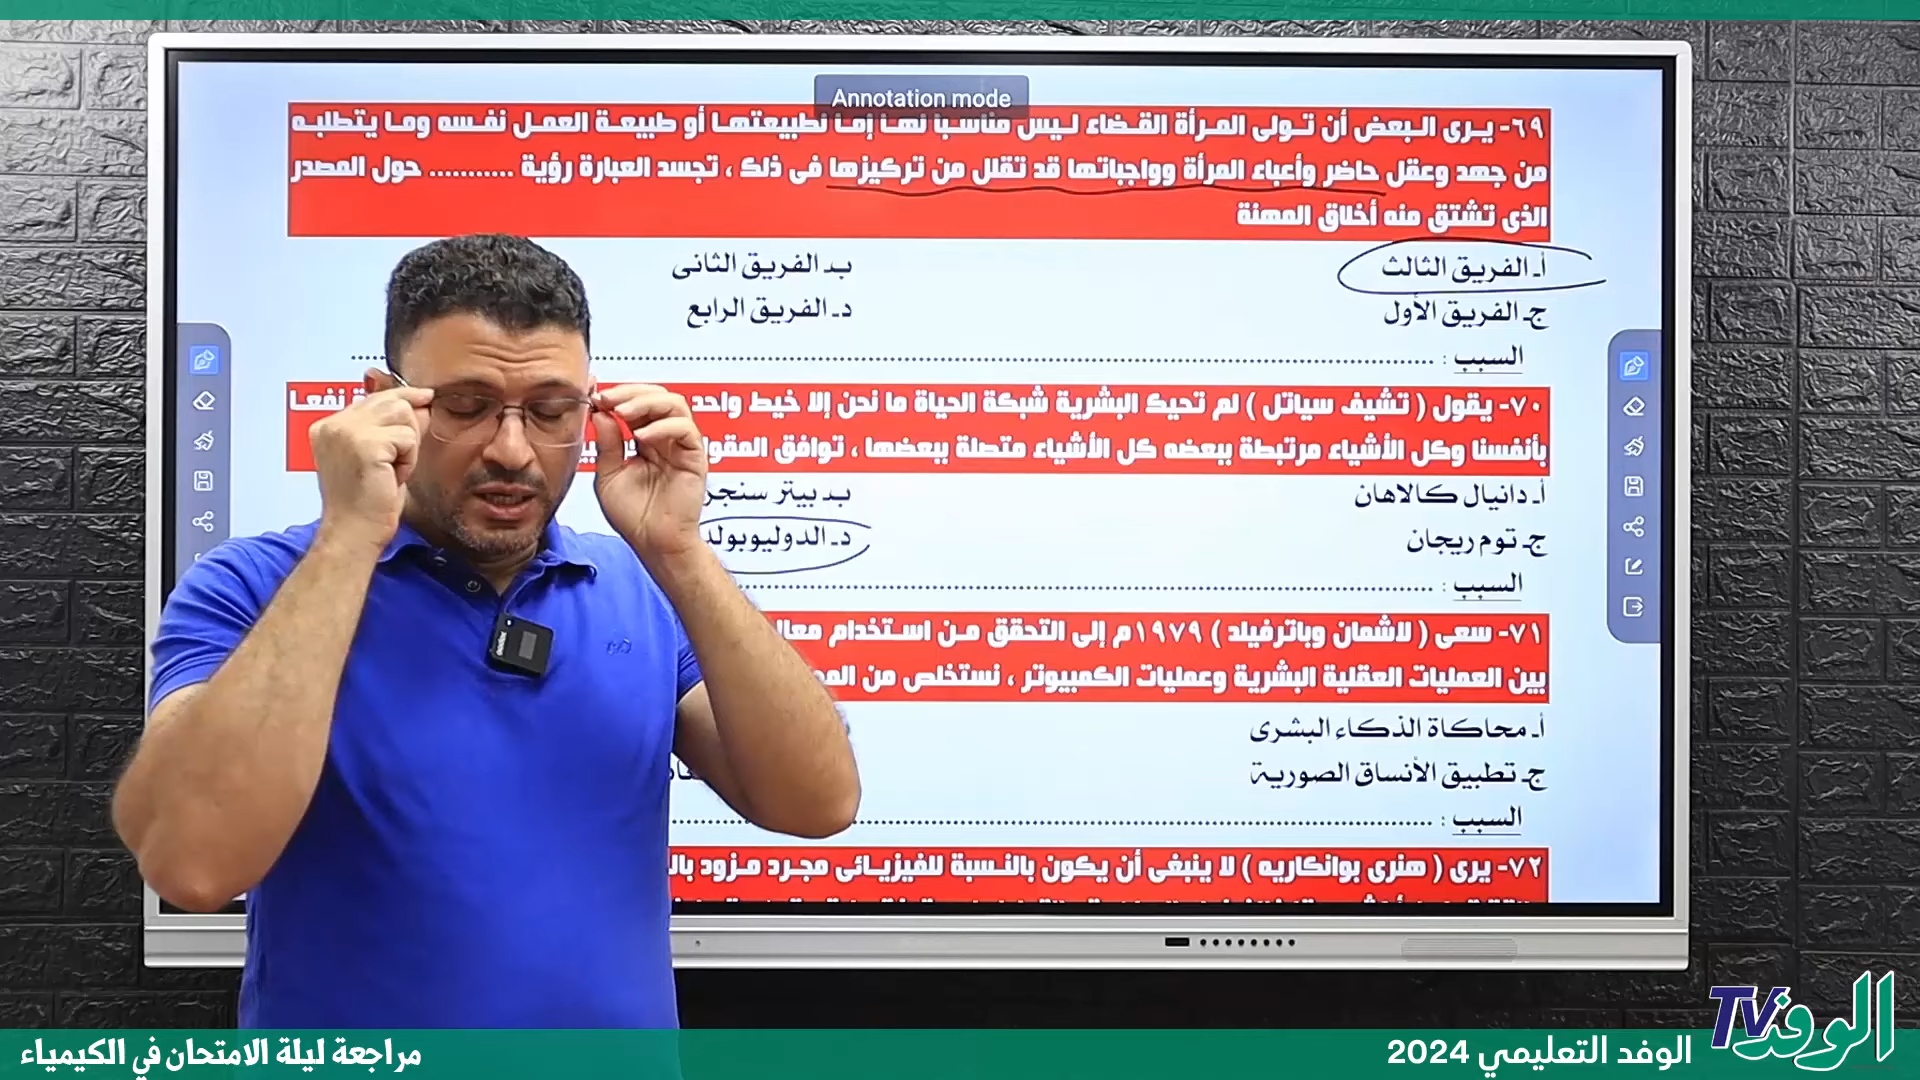 Annotation mode
٦٩- يرى البعض أن تولى المرأة القضاء ليس مناسبا لها إما لطبيعتها أو طبيعة العمل نفسه وما يتطلبه
من جهد وعقل حاضر وأعباء المرأة وواجباتها قد تقلل من تركيزها فى ذلك ، تجسد العبارة رؤية ........... حول المصدر
الذى تشتق منه أخلاق المهنة
أ- الفريق الثالث
بـ الفريق الثانى
جـ الفريق الأول
د- الفريق الرابع
السبب :
٧٠- يقول ( تشيف سياتل ) لم تحيك البشرية شبكة الحياة ما نحن إلا خيط واحد نفعا
بأنفسنا وكل الأشياء مرتبطة ببعضه كل الأشياء متصلة ببعضها ، توافق
أ- دانيال كالاهان
بـ بيتر سنجر
جـ توم ريجان
د- الدوليوبولد
السبب :
٧١- سعى ( لاشمان وباترفيلد ) ١٩٧٩م إلى التحقق من استخدام
بين العمليات العقلية البشرية وعمليات الكمبيوتر ، نستخلص من
أ- محاكاة الذكاء البشرى
جـ تطبيق الأنساق الصورية
السبب :
٧٢- يرى ( هنرى بوانكاريه ) لا ينبغى أن يكون بالنسبة للفيزيائى مجرد مزود
الوفد TV
الوفد التعليمي 2024
مراجعة ليلة الامتحان في الكيمياء